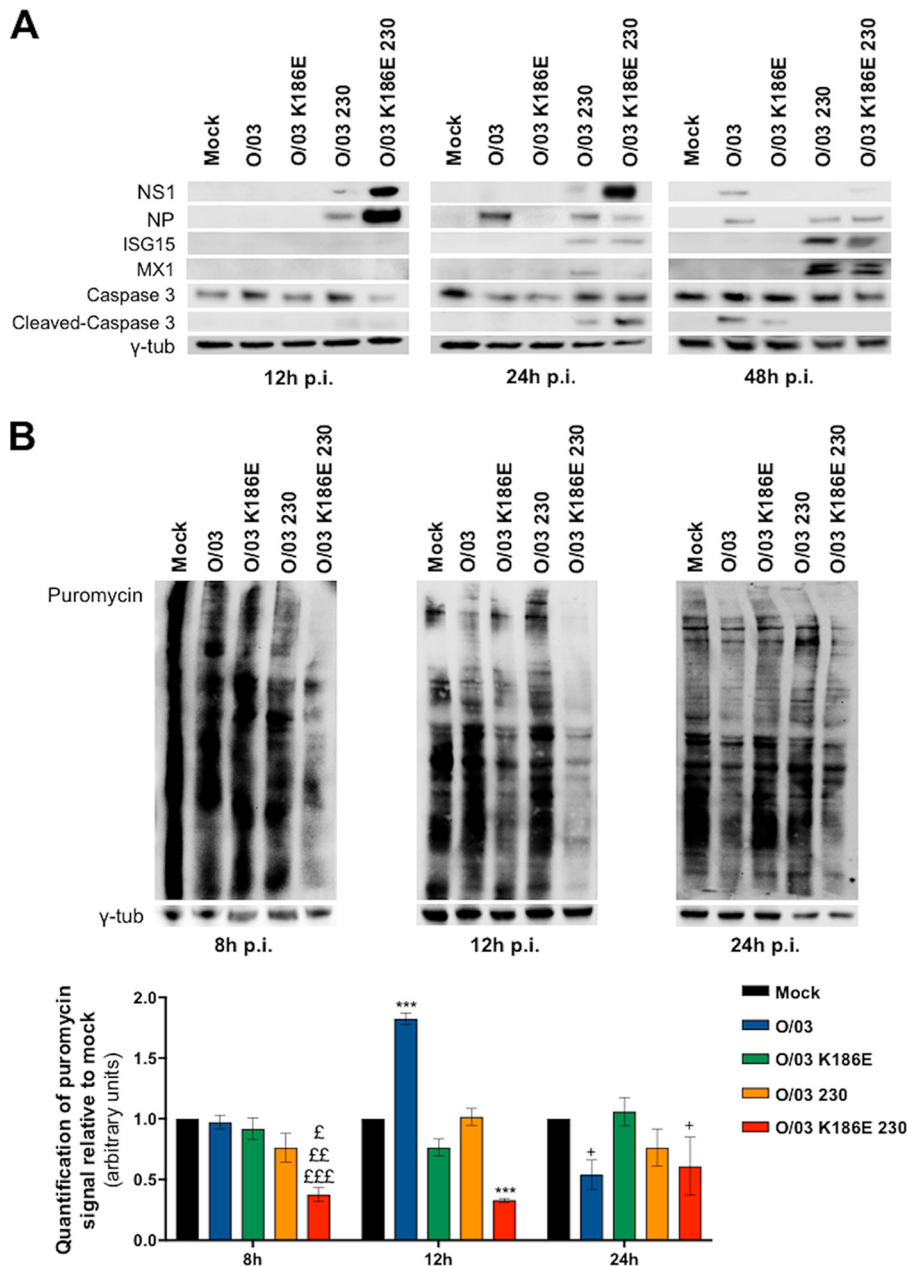 A
Mock
O/03
O/03 K186E
O/03 230
O/03 K186E 230
Mock
O/03
O/03 K186E
O/03 230
O/03 K186E 230
Mock
O/03
O/03 K186E
O/03 230
O/03 K186E 230
NS1
NP
ISG15
MX1
Caspase 3
Cleaved-Caspase 3
γ-tub
12h p.i.
24h p.i.
48h p.i.
B
Mock
O/03
O/03 K186E
O/03 230
O/03 K186E 230
Mock
O/03
O/03 K186E
O/03 230
O/03 K186E 230
Mock
O/03
O/03 K186E
O/03 230
O/03 K186E 230
Puromycin
γ-tub
8h p.i.
12h p.i.
24h p.i.
Quantification of puromycin
signal relative to mock
(arbitrary units)
2.0
1.5
1.0
0.5
0.0
£
££
£££
***
***
+
+
8h
12h
24h
Mock
O/03
O/03 K186E
O/03 230
O/03 K186E 230